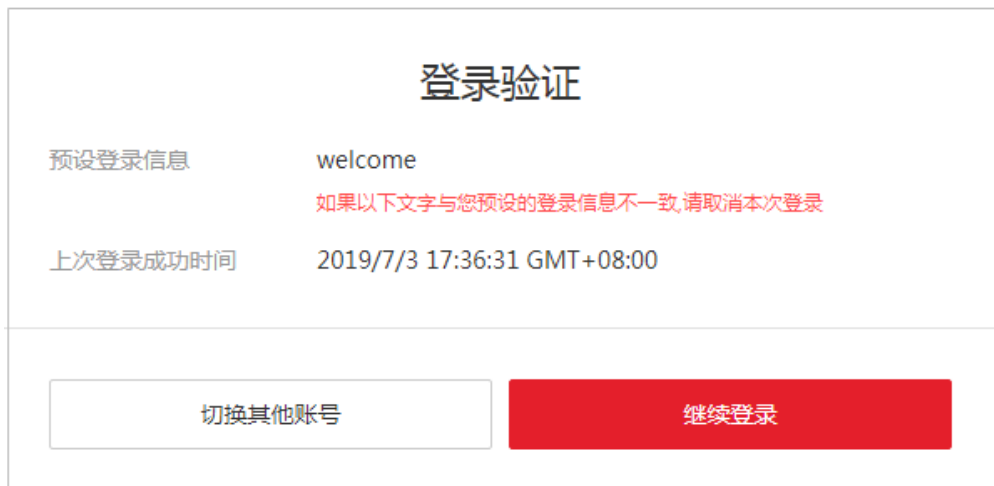 登录验证
预设登录信息 welcome
如果以下文字与您预设的登录信息不一致,请取消本次登录
上次登录成功时间 2019/7/3 17:36:31 GMT+08:00
切换其他账号 继续登录